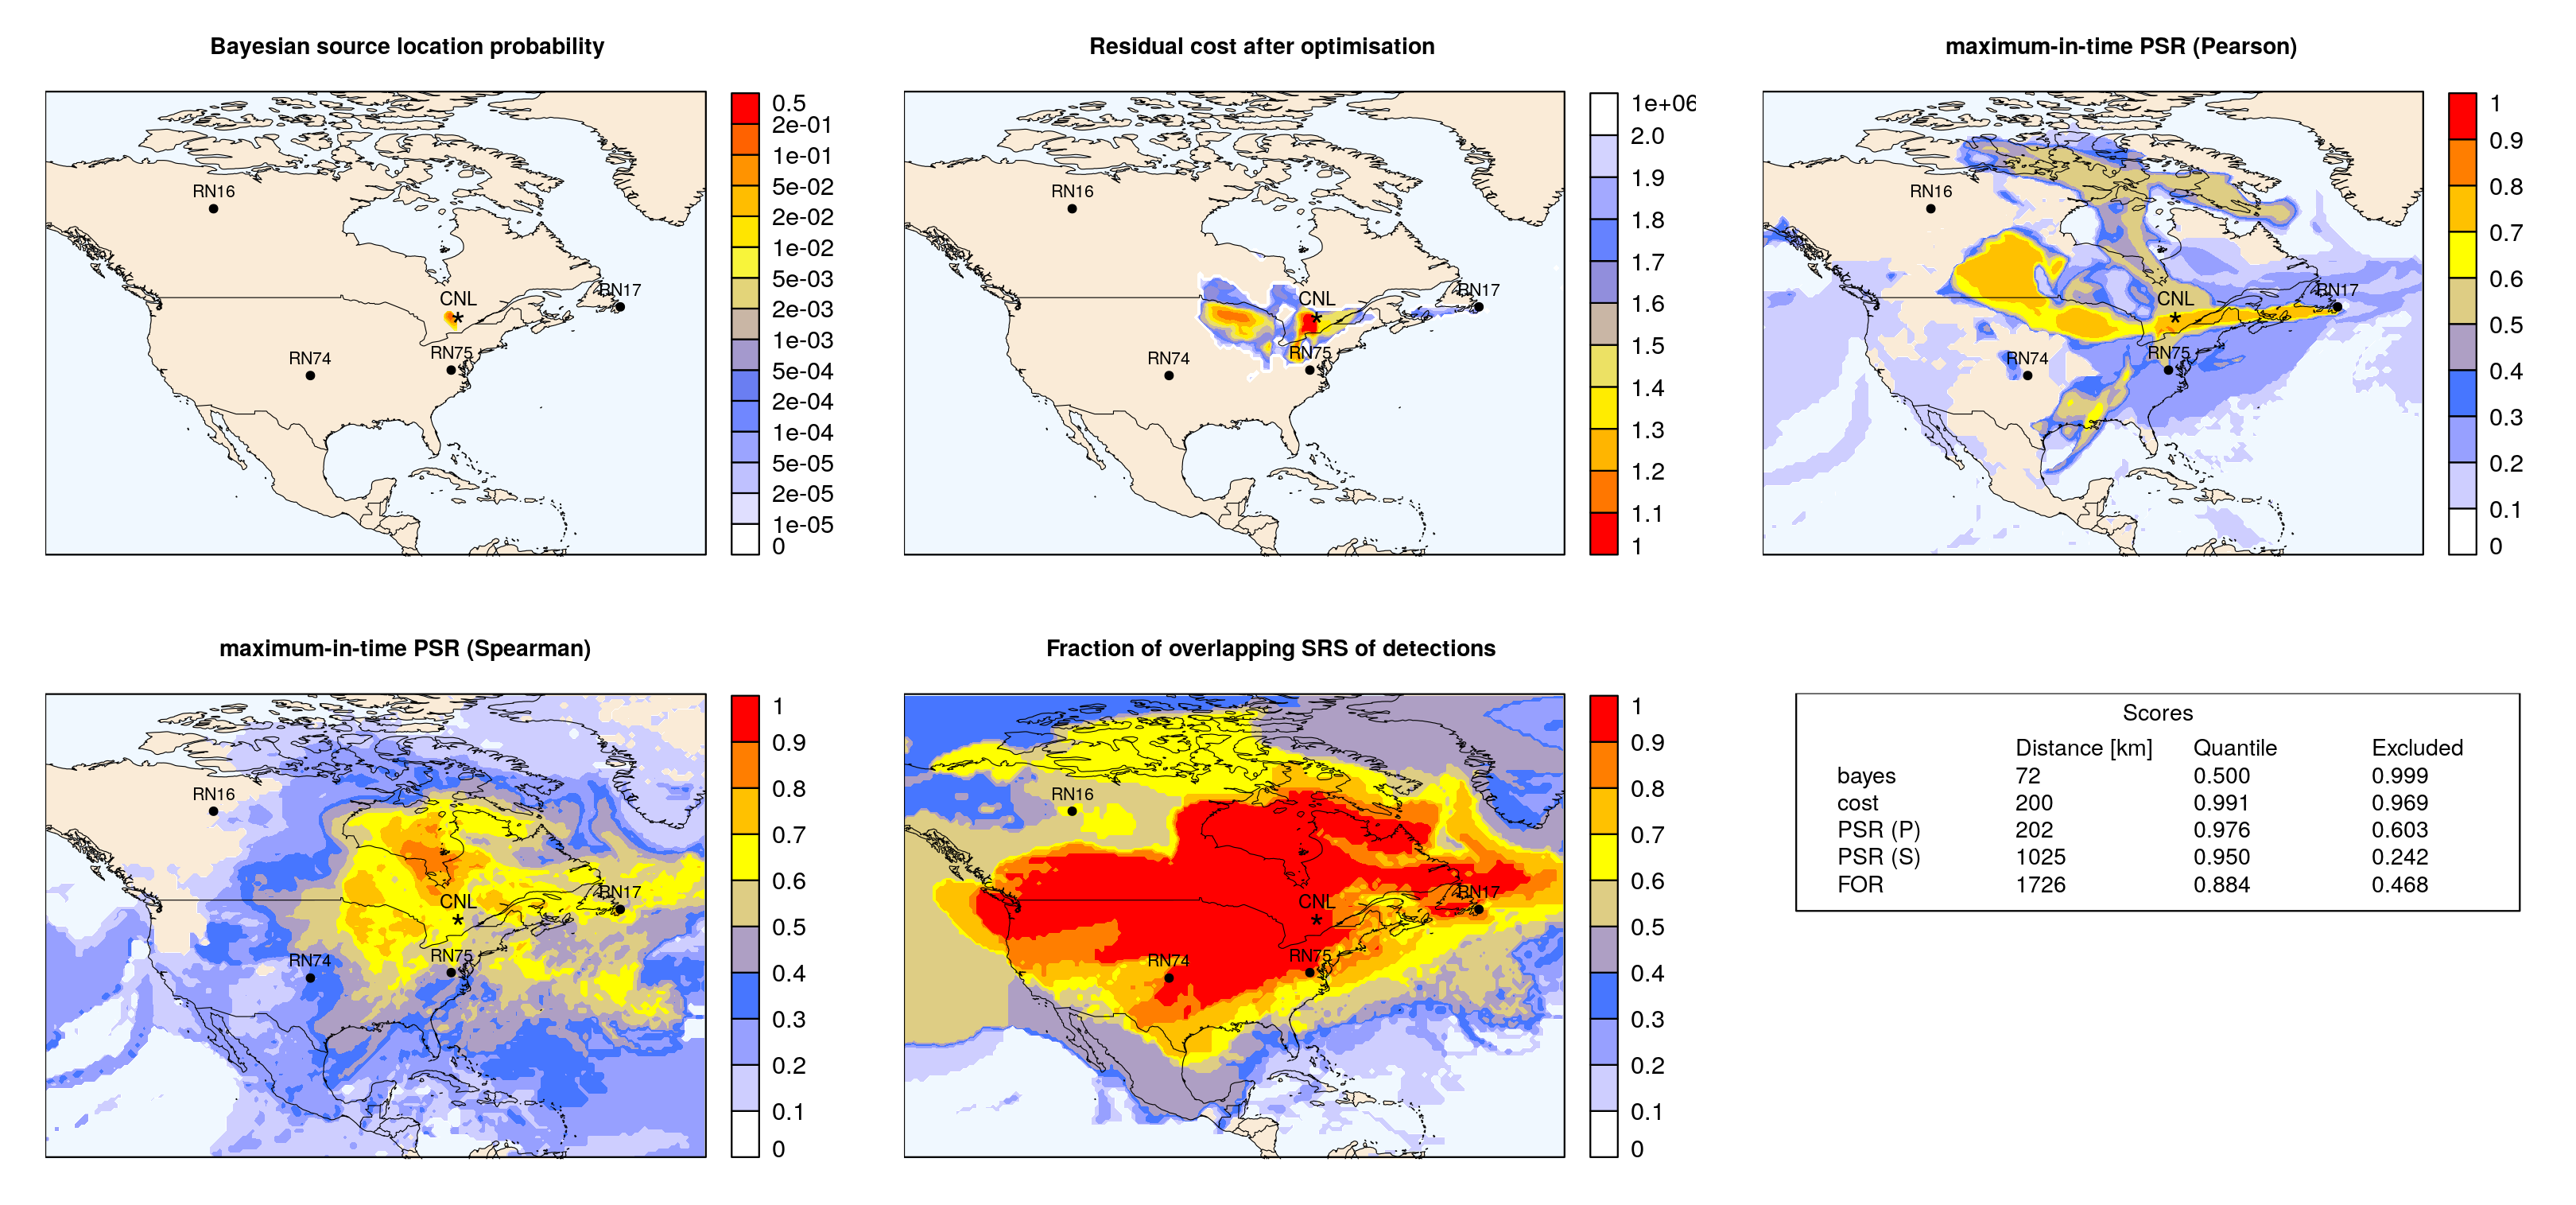 Bayesian source location probability
RN16
CNL
RN17
RN74
RN75
0.5
2e-01
1e-01
5e-02
2e-02
1e-02
5e-03
2e-03
1e-03
5e-04
2e-04
1e-04
5e-05
2e-05
1e-05
0
Residual cost after optimisation
RN16
CNL
RN17
RN74
RN75
1e+06
2.0
1.9
1.8
1.7
1.6
1.5
1.4
1.3
1.2
1.1
1
maximum-in-time PSR (Pearson)
RN16
CNL
RN17
RN74
RN75
1
0.9
0.8
0.7
0.6
0.5
0.4
0.3
0.2
0.1
0
maximum-in-time PSR (Spearman)
RN16
CNL
RN17
RN74
RN75
1
0.9
0.8
0.7
0.6
0.5
0.4
0.3
0.2
0.1
0
Fraction of overlapping SRS of detections
RN16
CNL
RN17
RN74
RN75
1
0.9
0.8
0.7
0.6
0.5
0.4
0.3
0.2
0.1
0
Scores
Distance [km] Quantile Excluded
bayes 72 0.500 0.999
cost 200 0.991 0.969
PSR (P) 202 0.976 0.603
PSR (S) 1025 0.950 0.242
FOR 1726 0.884 0.468